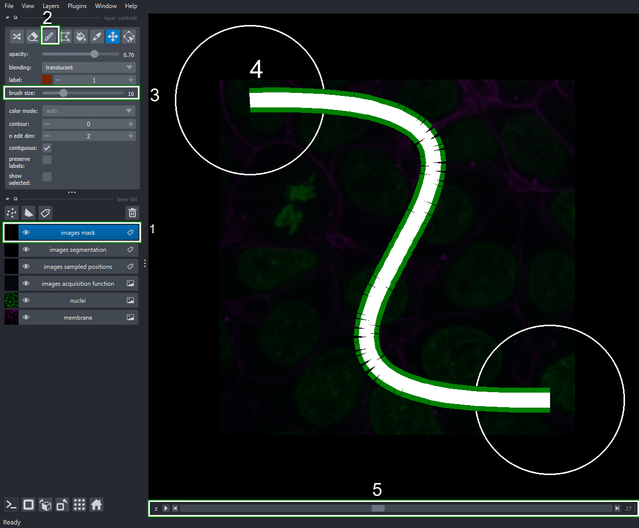 File View Layers Plugins Window Help
2
layer controls
opacity: 0.70
blending: translucent
label: 1
brush size: 10
3
4
color mode: auto
contour: 0
n edit dim: 2
contiguous:
preserve
labels:
show
selected:
layer list
images mask
1
images segmentation
images sampled positions
images acquisition function
nuclei
membrane
5
z 27
Ready